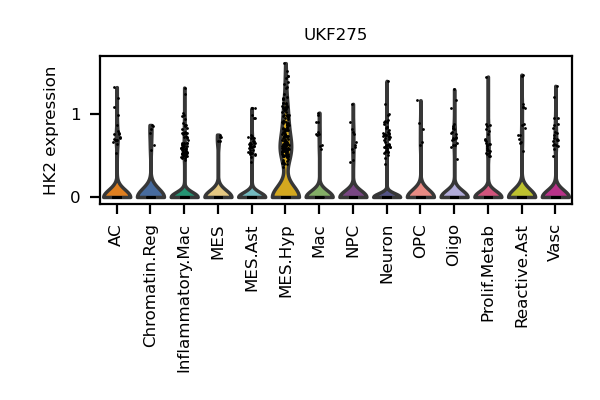 UKF275
HK2 expression
1
0
AC
Chromatin.Reg
Inflammatory.Mac
MES
MES.Ast
MES.Hyp
Mac
NPC
Neuron
OPC
Oligo
Prolif.Metab
Reactive.Ast
Vasc